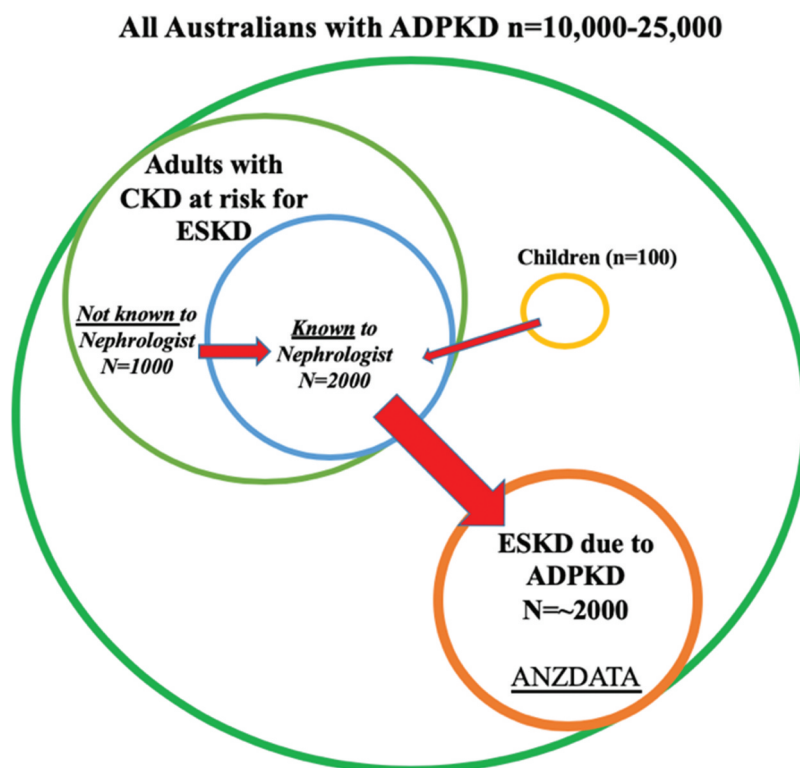 All Australians with ADPKD n=10,000-25,000
Adults with
CKD at risk for
ESKD
Not known to
Nephrologist
N=1000
Known to
Nephrologist
N=2000
Children (n=100)
ESKD due to
ADPKD
N=~2000
ANZDATA